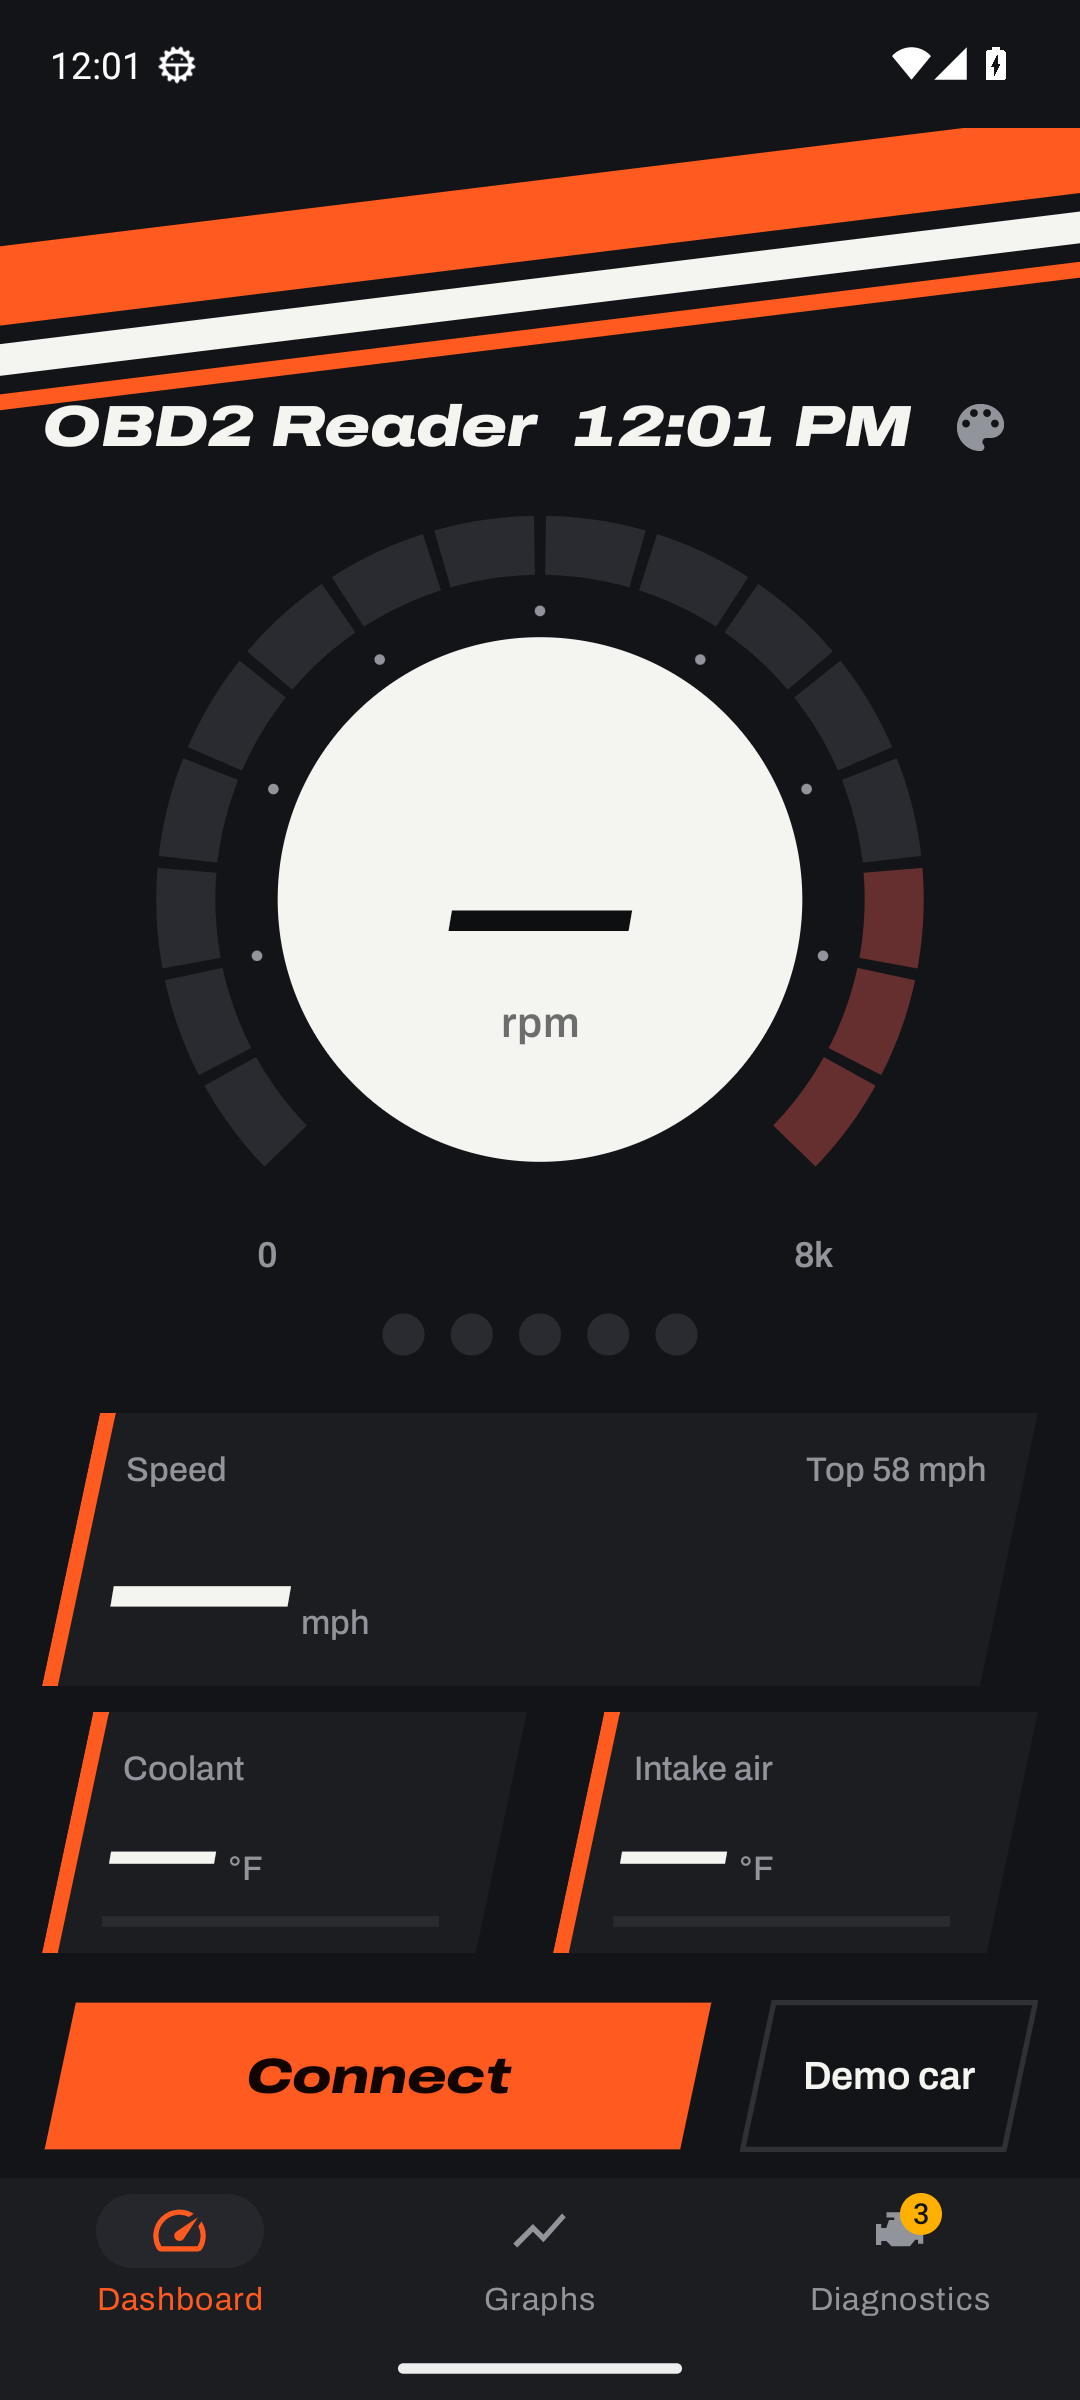 12:01
OBD2 Reader 12:01 PM
—
rpm
0 8k
Speed Top 58 mph
— mph
Coolant Intake air
— °F — °F
Connect Demo car
3
Dashboard Graphs Diagnostics